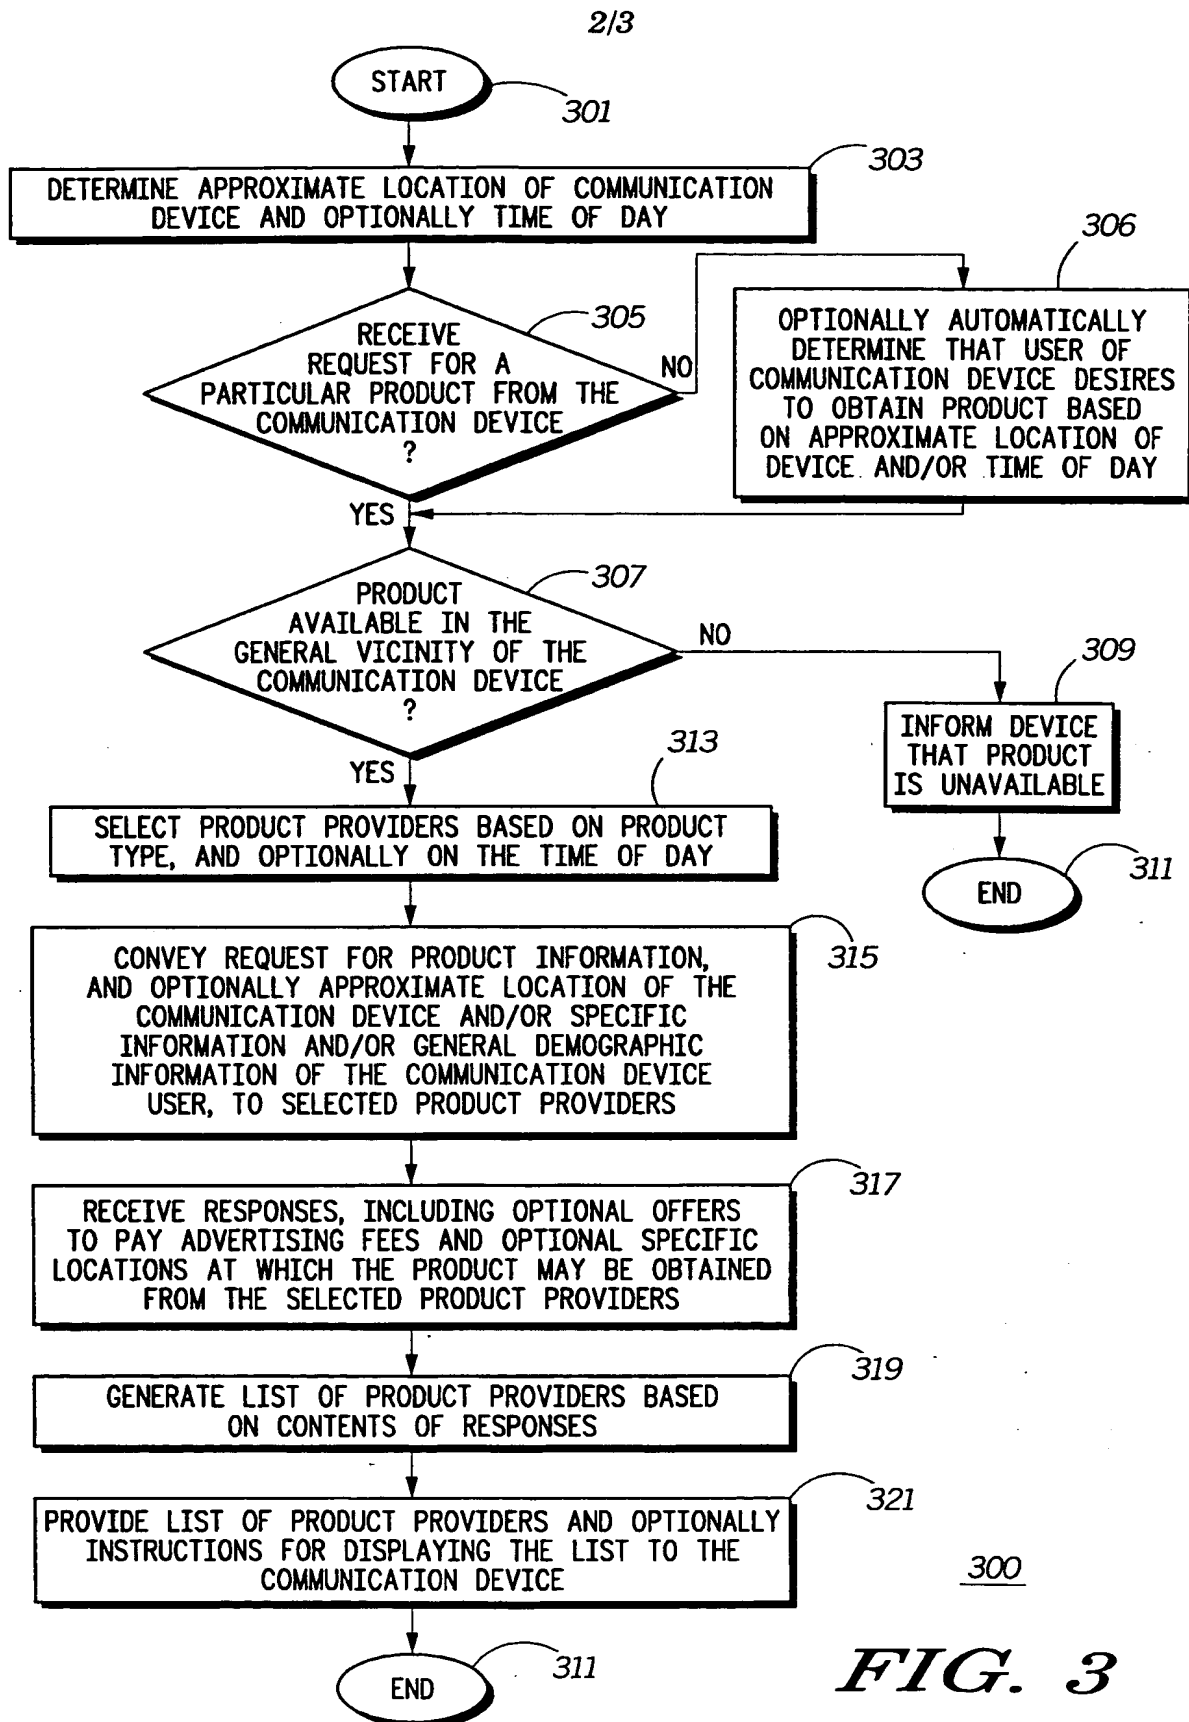 2/3
START
301
303
DETERMINE APPROXIMATE LOCATION OF COMMUNICATION
DEVICE AND OPTIONALLY TIME OF DAY
306
305
RECEIVE
REQUEST FOR A
PARTICULAR PRODUCT FROM THE
COMMUNICATION DEVICE
?
NO
OPTIONALLY AUTOMATICALLY
DETERMINE THAT USER OF
COMMUNICATION DEVICE DESIRES
TO OBTAIN PRODUCT BASED
ON APPROXIMATE LOCATION OF
DEVICE AND/OR TIME OF DAY
YES
307
PRODUCT
AVAILABLE IN THE
GENERAL VICINITY OF THE
COMMUNICATION DEVICE
?
NO
309
INFORM DEVICE
THAT PRODUCT
IS UNAVAILABLE
311
END
YES
313
SELECT PRODUCT PROVIDERS BASED ON PRODUCT
TYPE, AND OPTIONALLY ON THE TIME OF DAY
315
CONVEY REQUEST FOR PRODUCT INFORMATION,
AND OPTIONALLY APPROXIMATE LOCATION OF THE
COMMUNICATION DEVICE AND/OR SPECIFIC
INFORMATION AND/OR GENERAL DEMOGRAPHIC
INFORMATION OF THE COMMUNICATION DEVICE
USER, TO SELECTED PRODUCT PROVIDERS
317
RECEIVE RESPONSES, INCLUDING OPTIONAL OFFERS
TO PAY ADVERTISING FEES AND OPTIONAL SPECIFIC
LOCATIONS AT WHICH THE PRODUCT MAY BE OBTAINED
FROM THE SELECTED PRODUCT PROVIDERS
319
GENERATE LIST OF PRODUCT PROVIDERS BASED
ON CONTENTS OF RESPONSES
321
PROVIDE LIST OF PRODUCT PROVIDERS AND OPTIONALLY
INSTRUCTIONS FOR DISPLAYING THE LIST TO THE
COMMUNICATION DEVICE
300
311
END
FIG. 3